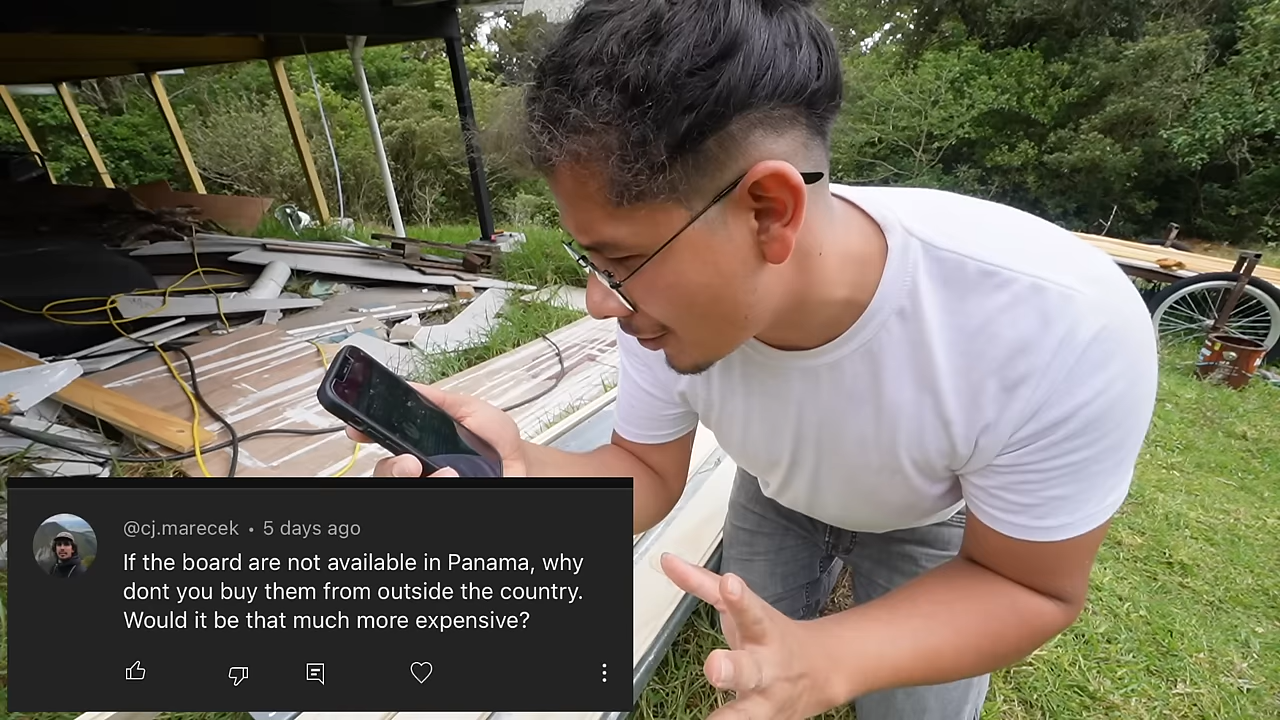 @cj.marecek • 5 days ago
If the board are not available in Panama, why
dont you buy them from outside the country.
Would it be that much more expensive?